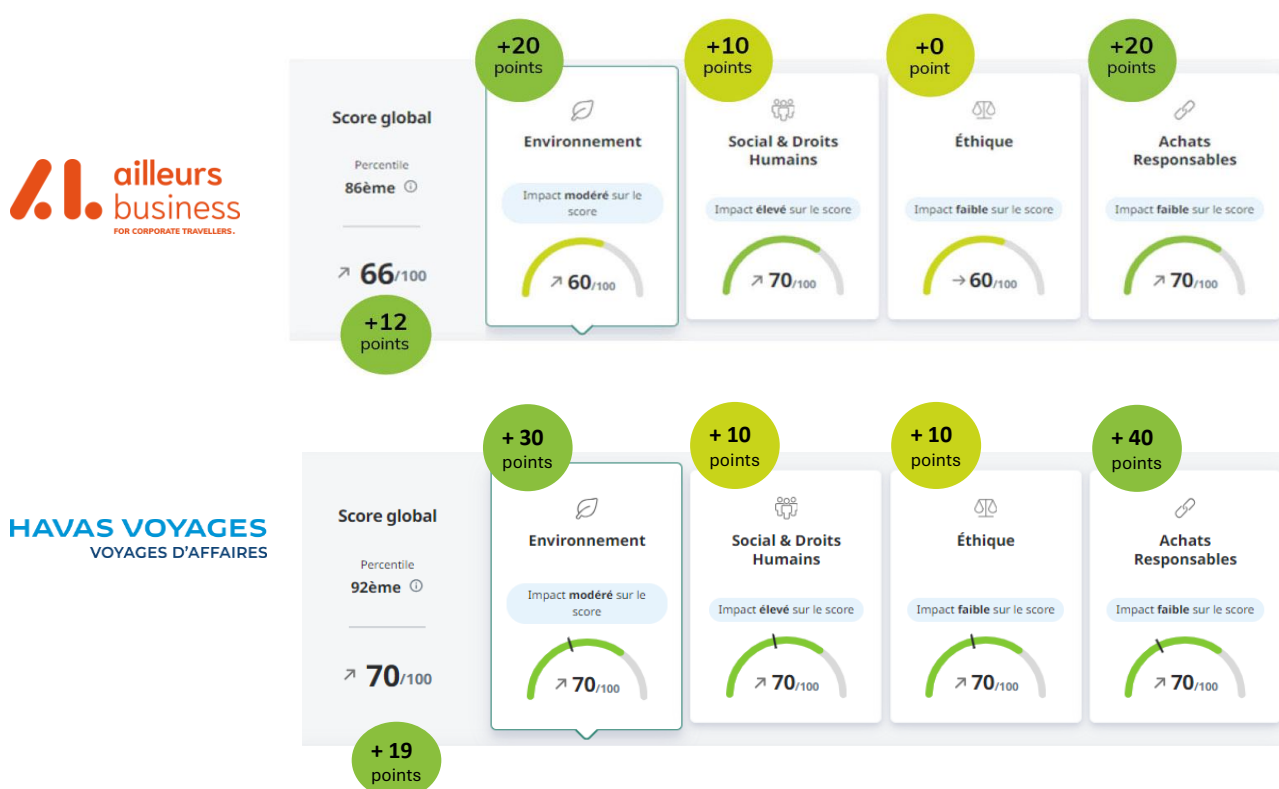 +20
points
+10
points
+0
point
+20
points
ailleurs
business
FOR CORPORATE TRAVELLERS.
Score global
Percentile
86ème
66/100
+12
points
Environnement
Impact modéré sur le
score
60/100
Social & Droits
Humains
Impact élevé sur le score
70/100
Éthique
Impact faible sur le score
60/100
Achats
Responsables
Impact faible sur le score
70/100
+ 30
points
+ 10
points
+ 10
points
+ 40
points
HAVAS VOYAGES
VOYAGES D'AFFAIRES
Score global
Percentile
92ème
70/100
+ 19
points
Environnement
Impact modéré sur le
score
70/100
Social & Droits
Humains
Impact élevé sur le score
70/100
Éthique
Impact faible sur le score
70/100
Achats
Responsables
Impact faible sur le score
70/100